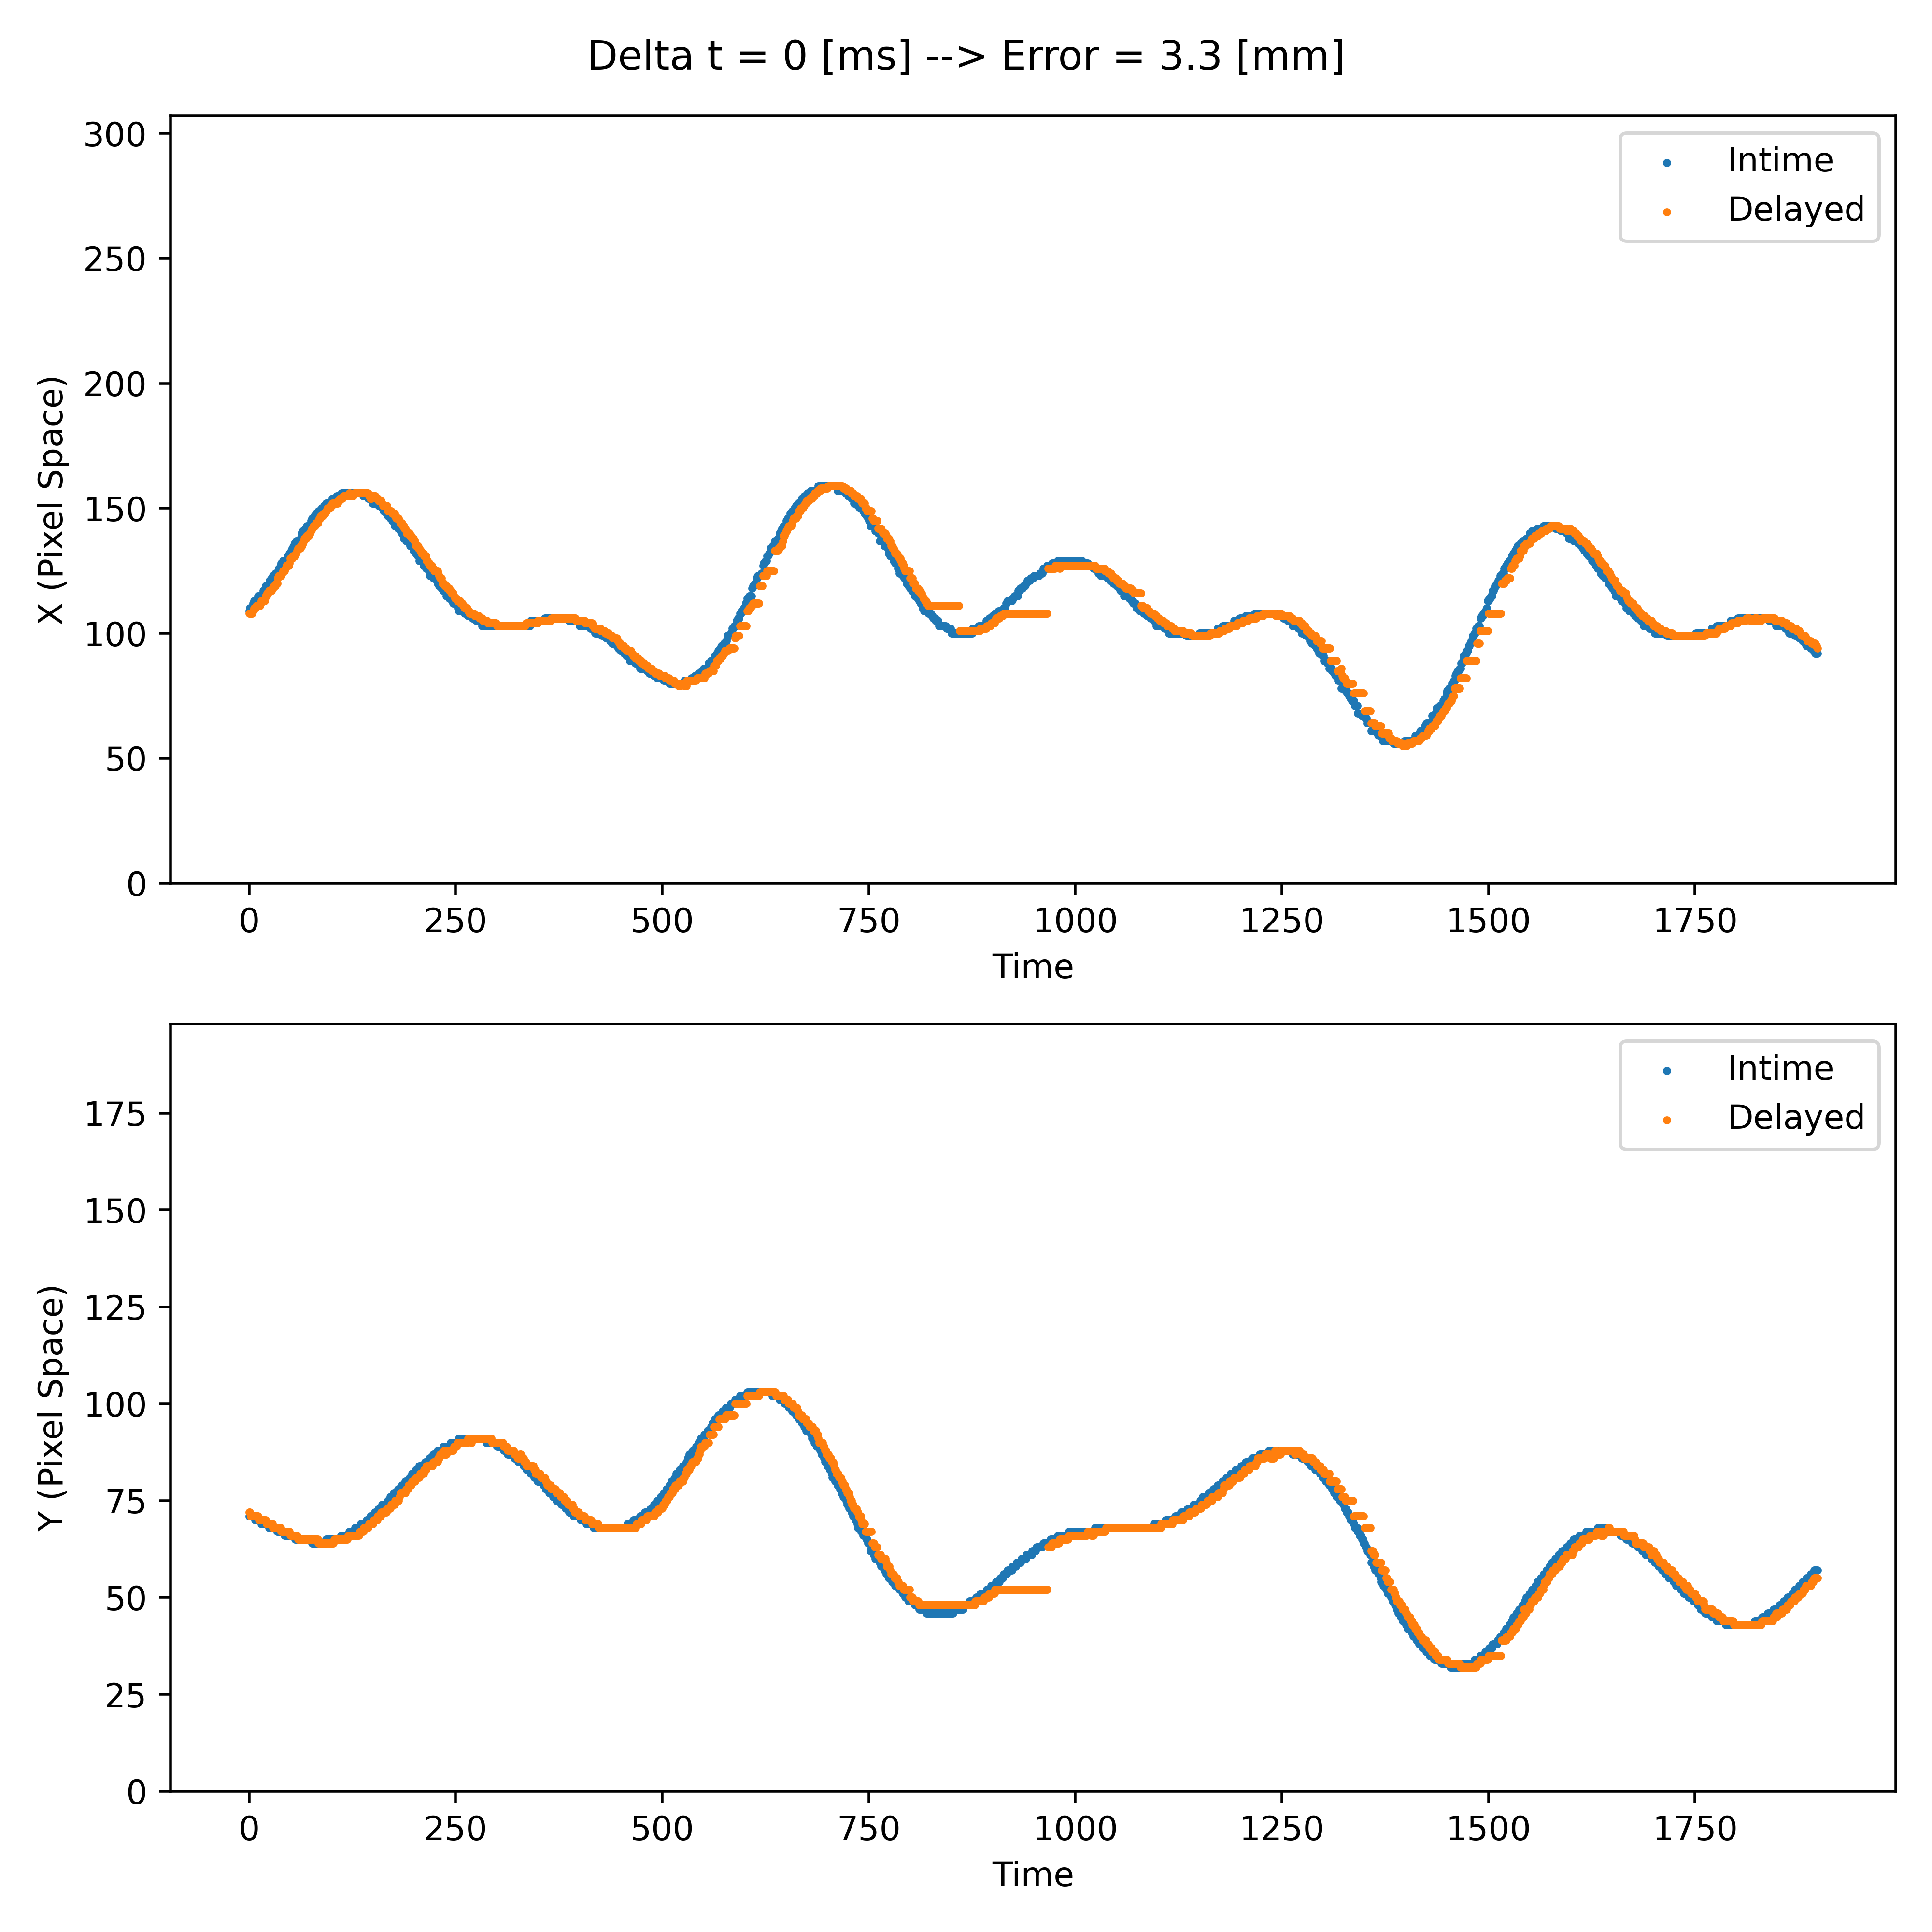 Delta t = 0 [ms] --> Error = 3.3 [mm]
300
250
200
150
100
50
0
X (Pixel Space)
Intime
Delayed
0 250 500 750 1000 1250 1500 1750
Time
175
150
125
100
75
50
25
0
Y (Pixel Space)
Intime
Delayed
0 250 500 750 1000 1250 1500 1750
Time